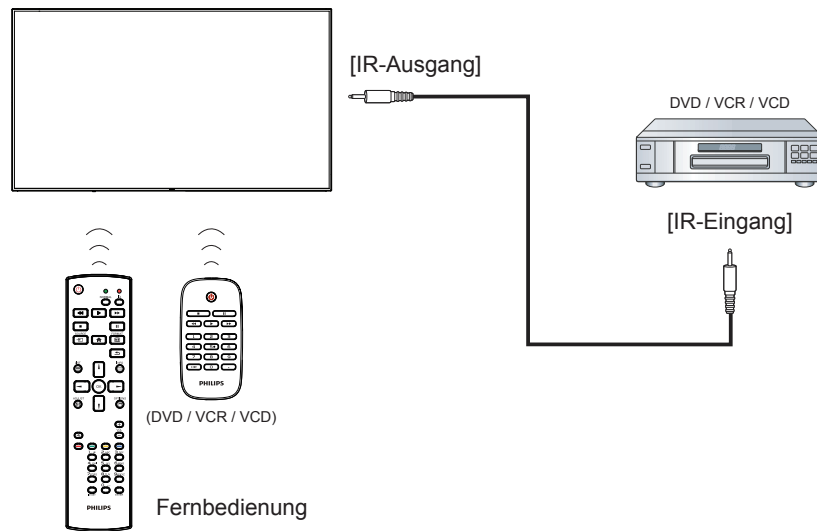 [IR-Ausgang]
DVD / VCR / VCD
[IR-Eingang]
PHILIPS
(DVD / VCR / VCD)
PHILIPS
Fernbedienung